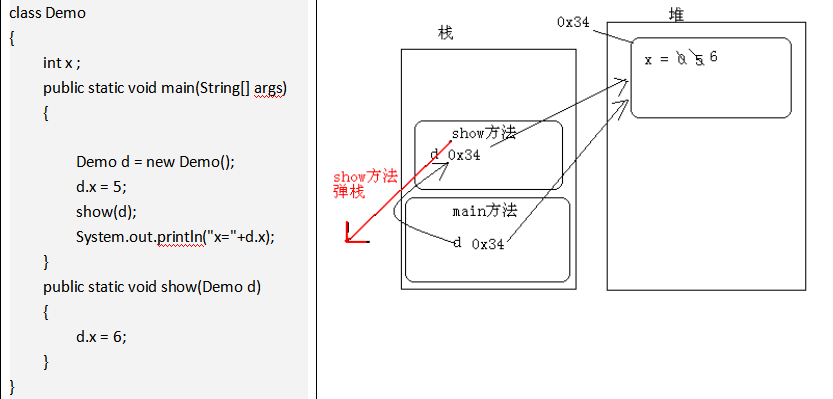 class Demo
{
int x ;
public static void main(String[] args)
{
Demo d = new Demo();
d.x = 5;
show(d);
System.out.println("x="+d.x);
}
public static void show(Demo d)
{
d.x = 6;
}
}
栈
堆
0x34
x = 0 5 6
show方法
d 0x34
show方法
弹栈
main方法
d 0x34